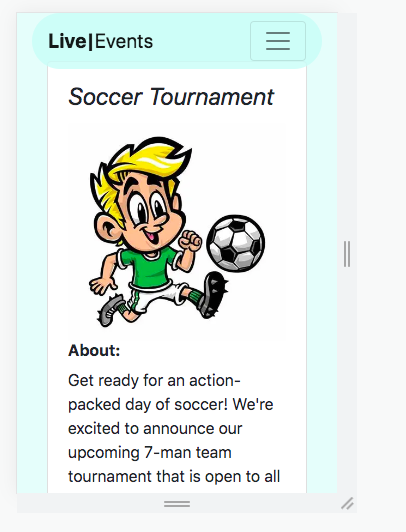 Live|Events
Soccer Tournament
About:
Get ready for an action-
packed day of soccer! We're
excited to announce our
upcoming 7-man team
tournament that is open to all